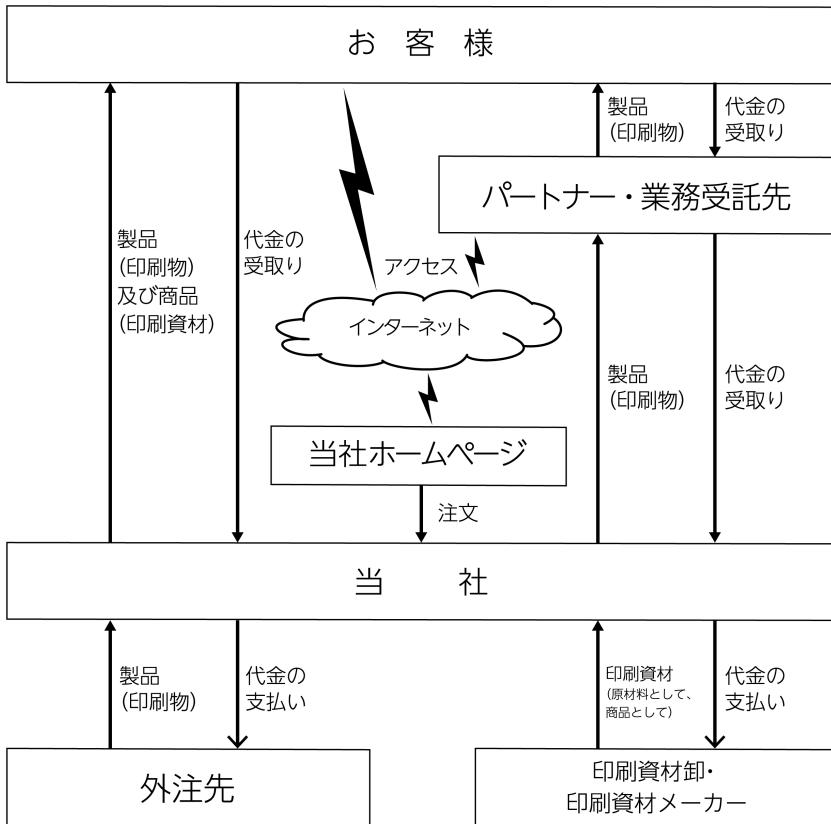 お客様
製品
(印刷物)
代金の
受取り
パートナー・業務受託先
製品
(印刷物)
及び商品
(印刷資材)
代金の
受取り
アクセス
インターネット
製品
(印刷物)
代金の
受取り
当社ホームページ
注文
当社
製品
(印刷物)
代金の
支払い
印刷資材
(原材料として、
商品として)
代金の
支払い
外注先
印刷資材卸・
印刷資材メーカー